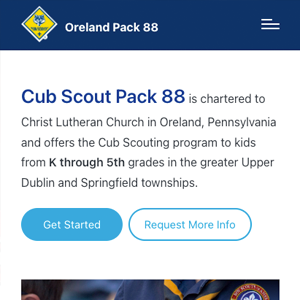 Oreland Pack 88
Cub Scout Pack 88 is chartered to
Christ Lutheran Church in Oreland, Pennsylvania
and offers the Cub Scouting program to kids
from K through 5th grades in the greater Upper
Dublin and Springfield townships.
Get Started
Request More Info